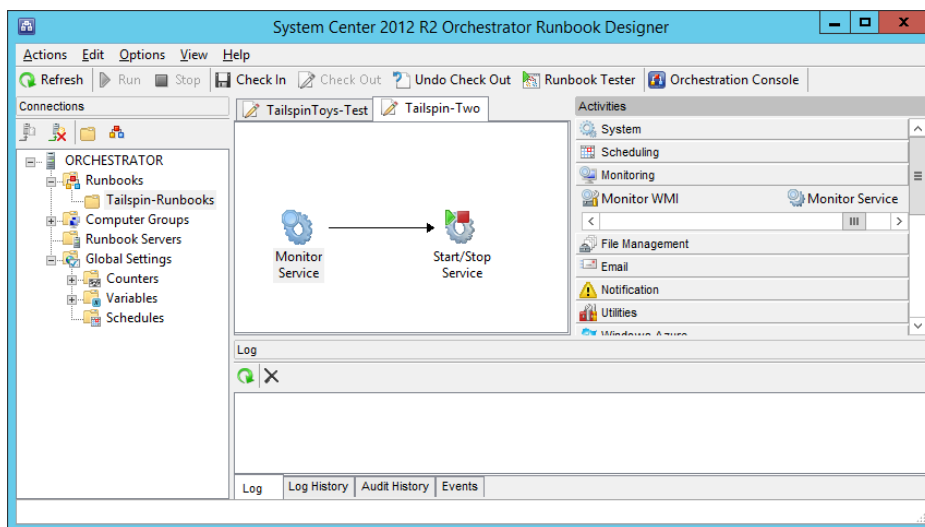 System Center 2012 R2 Orchestrator Runbook Designer
Actions Edit Options View Help
Refresh Run Stop Check In Check Out Undo Check Out Runbook Tester Orchestration Console
Connections
ORCHESTRATOR
Runbooks
Tailspin-Runbooks
Computer Groups
Runbook Servers
Global Settings
Counters
Variables
Schedules
TailspinToys-Test Tailspin-Two
Monitor
Service
Start/Stop
Service
Activities
System
Scheduling
Monitoring
Monitor WMI Monitor Service
File Management
Email
Notification
Utilities
Windows Azure
Log
Log Log History Audit History Events